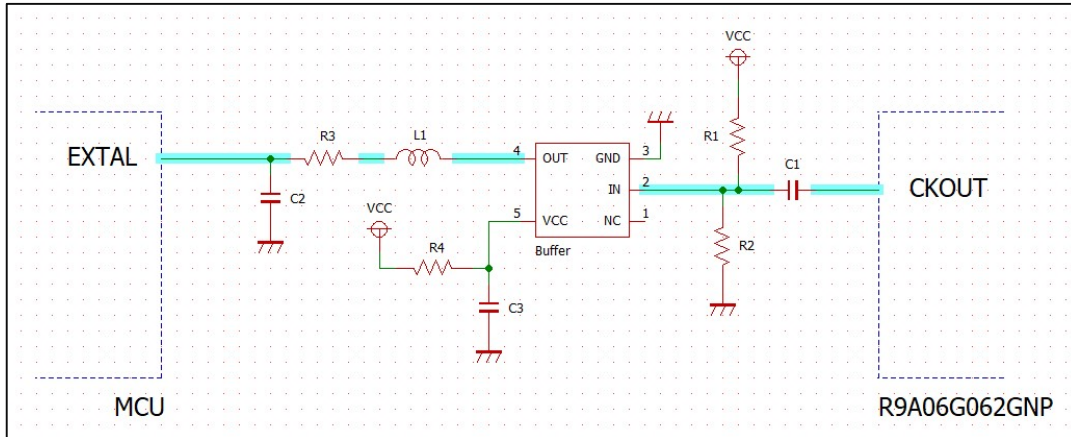 VCC
EXTAL
R3
L1
4
OUT
GND
3
R1
IN
2
C1
CKOUT
C2
VCC
5
VCC
NC
1
R4
Buffer
R2
C3
MCU
R9A06G062GNP